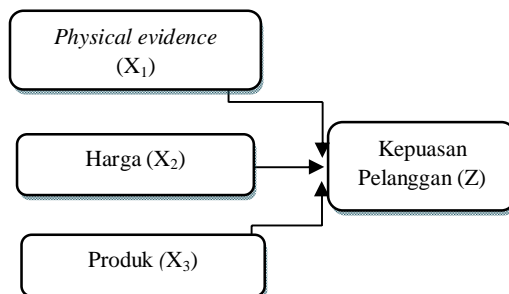 Physical evidence
(X₁)
Harga (X₂)
Kepuasan
Pelanggan (Z)
Produk (X₃)